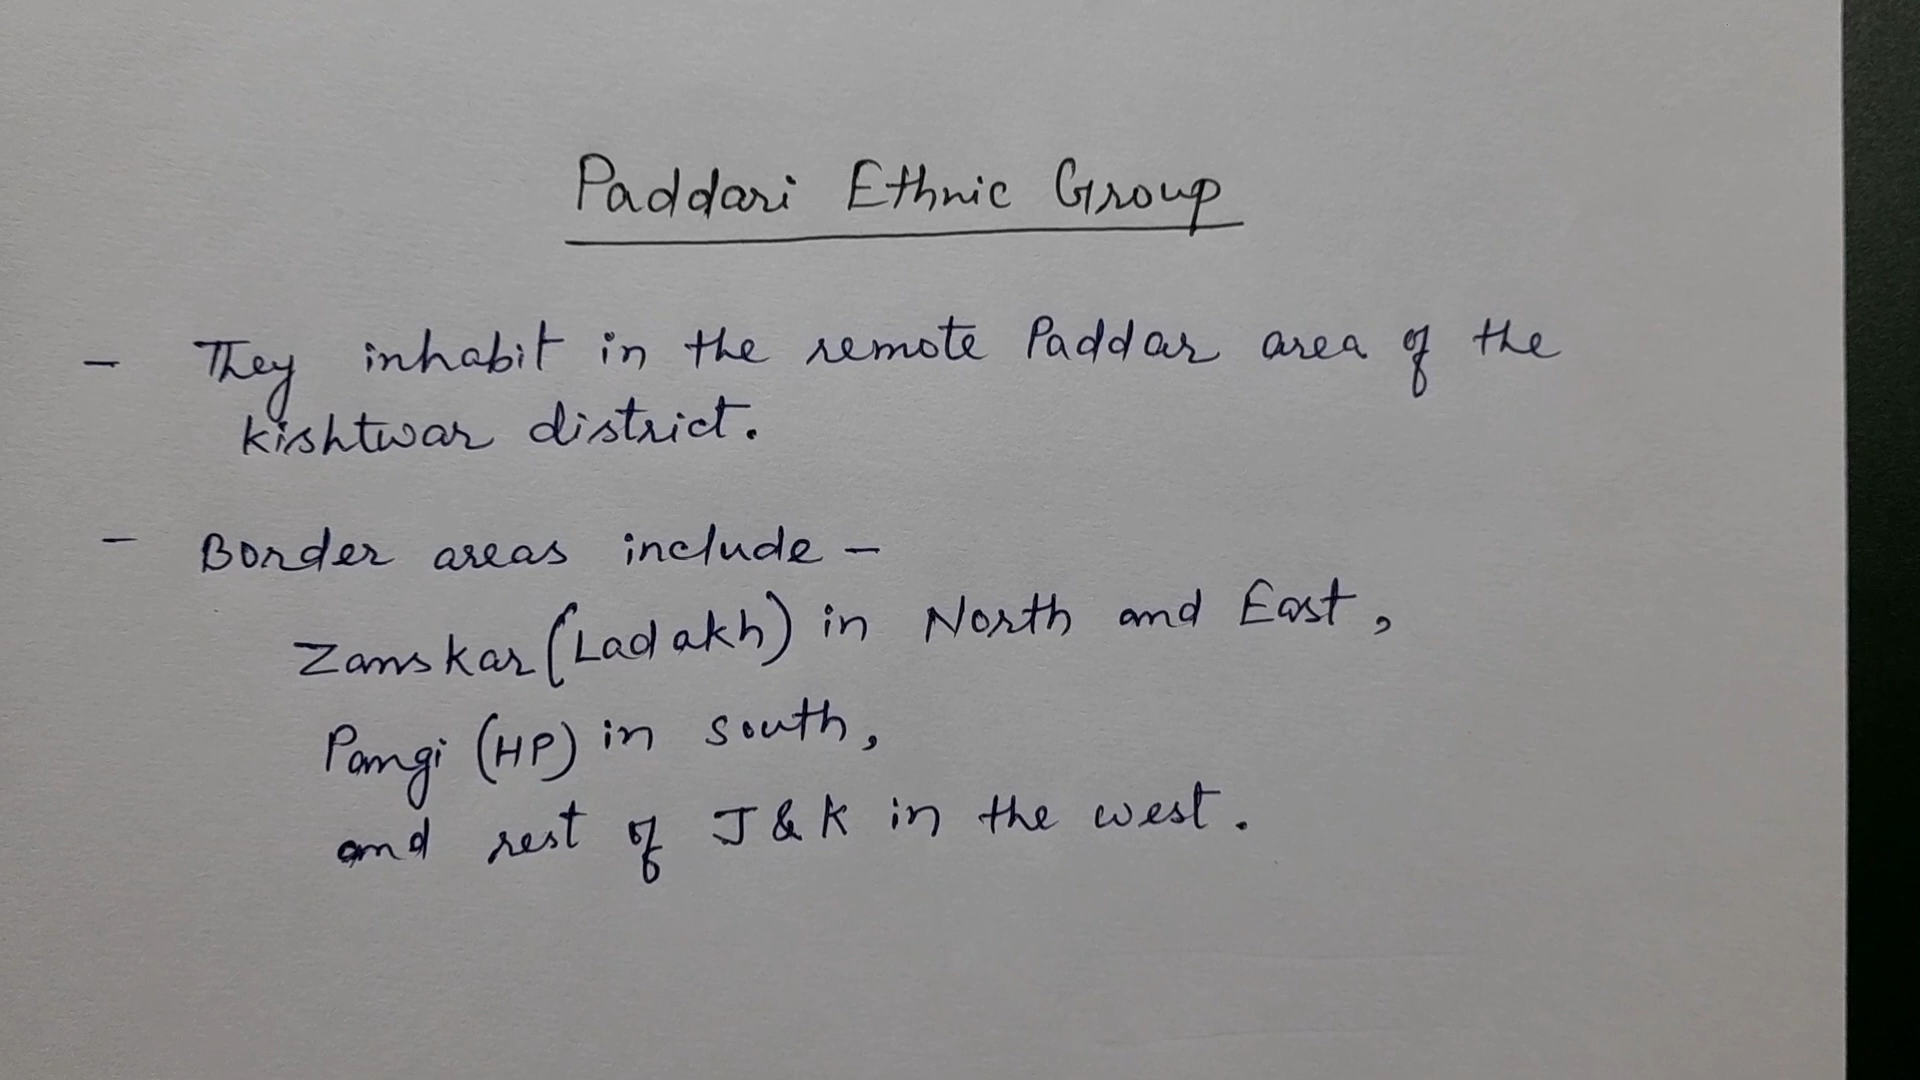 Paddari Ethnic Group
- They inhabit in the remote Paddar area of the
Kishtwar district.
- Border areas include -
Zanskar (Ladakh) in North and East,
Pangi (HP) in south,
and rest of J & K in the west.